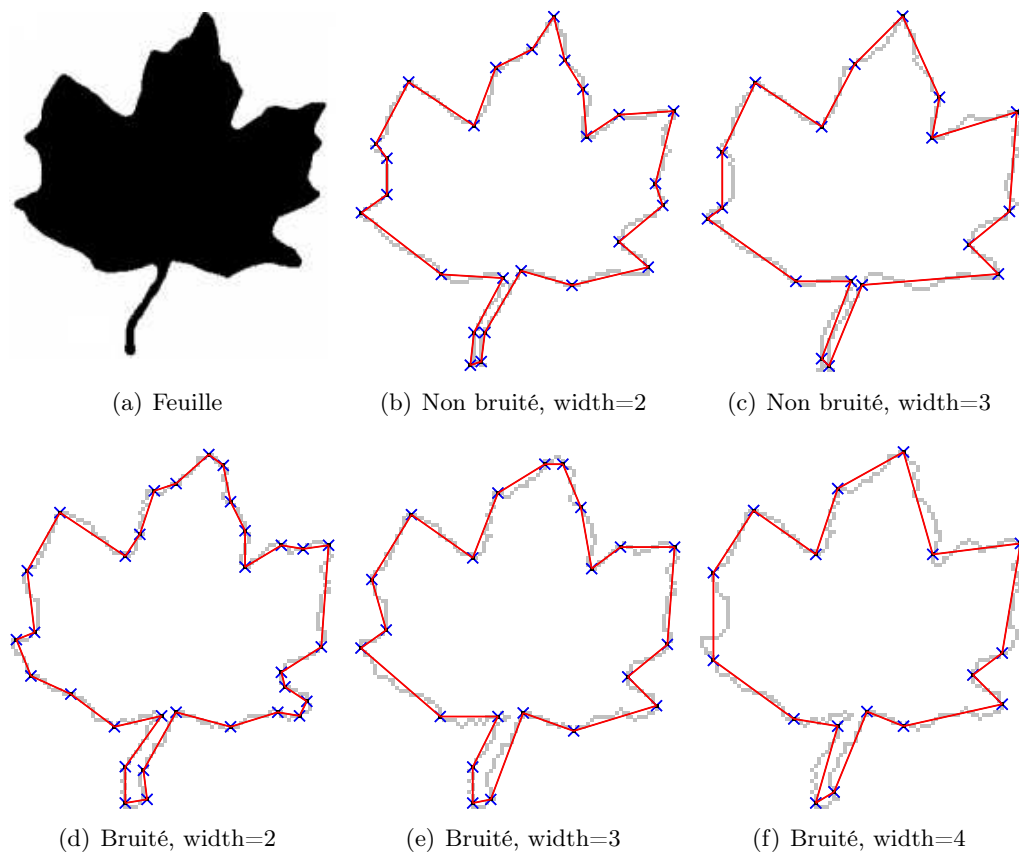 (a) Feuille
(b) Non bruité, width=2
(c) Non bruité, width=3
(d) Bruité, width=2
(e) Bruité, width=3
(f) Bruité, width=4